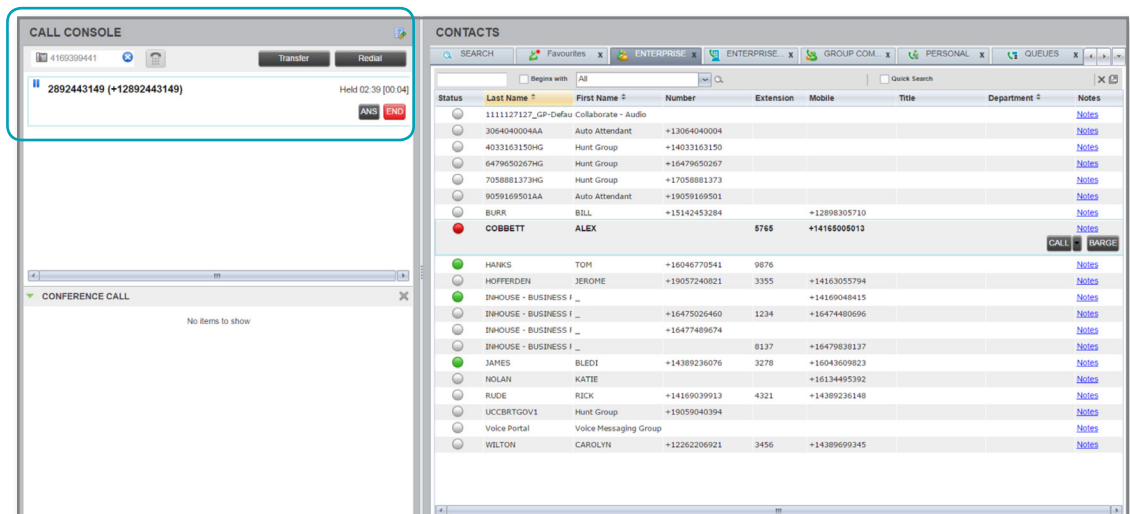 CALL CONSOLE
4169399441 Transfer Redial
2892443149 (+12892443149) Held 02:39 [00:04]
ANS END
CONFERENCE CALL
No items to show
CONTACTS
SEARCH Favourites x ENTERPRISE x ENTERPRISE... x GROUP COM... x PERSONAL x QUEUES x
Begins with All Quick Search
Status Last Name First Name Number Extension Mobile Title Department Notes
1111127127_GP-Defau Collaborate - Audio Notes
3064040004AA Auto Attendant +13064040004 Notes
4033163150HG Hunt Group +14033163150 Notes
6479650267HG Hunt Group +16479650267 Notes
7058881373HG Hunt Group +17058881373 Notes
9059169501AA Auto Attendant +19059169501 Notes
BURR BILL +15142453284 +12898305710 Notes
COBBETT ALEX 5765 +14165005013 Notes
CALL BARGE
HANKS TOM +16046770541 9876 Notes
HOFFERDEN JEROME +19057240821 3355 +14163055794 Notes
INHOUSE - BUSINESS _ +14169048415 Notes
INHOUSE - BUSINESS _ +16475026460 1234 +16474480696 Notes
INHOUSE - BUSINESS _ +16477489674 Notes
INHOUSE - BUSINESS _ 8137 +16479838137 Notes
JAMES BLEDI +14389236076 3278 +16043609823 Notes
NOLAN KATIE +16134495392 Notes
RUDE RICK +14169039913 4321 +14389236148 Notes
UCCBRTGOV1 Hunt Group +19059040394 Notes
Voice Portal Voice Messaging Group Notes
WILTON CAROLYN +12262206921 3456 +14389699345 Notes